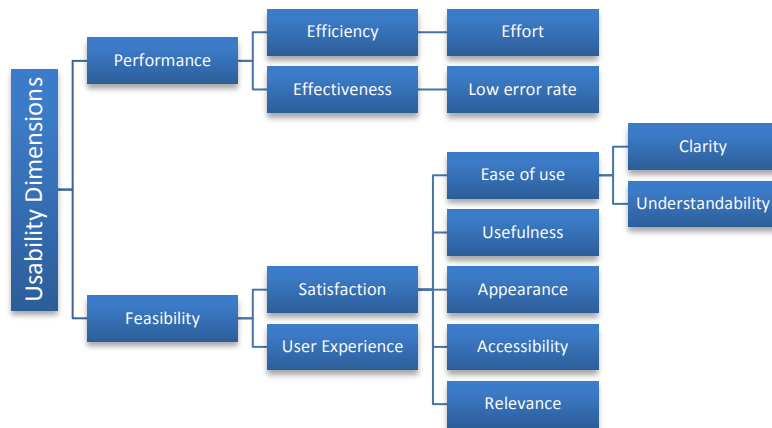 Usability Dimensions
Performance
Efficiency
Effort
Effectiveness
Low error rate
Feasibility
Satisfaction
Ease of use
Clarity
Understandability
Usefulness
Appearance
Accessibility
Relevance
User Experience